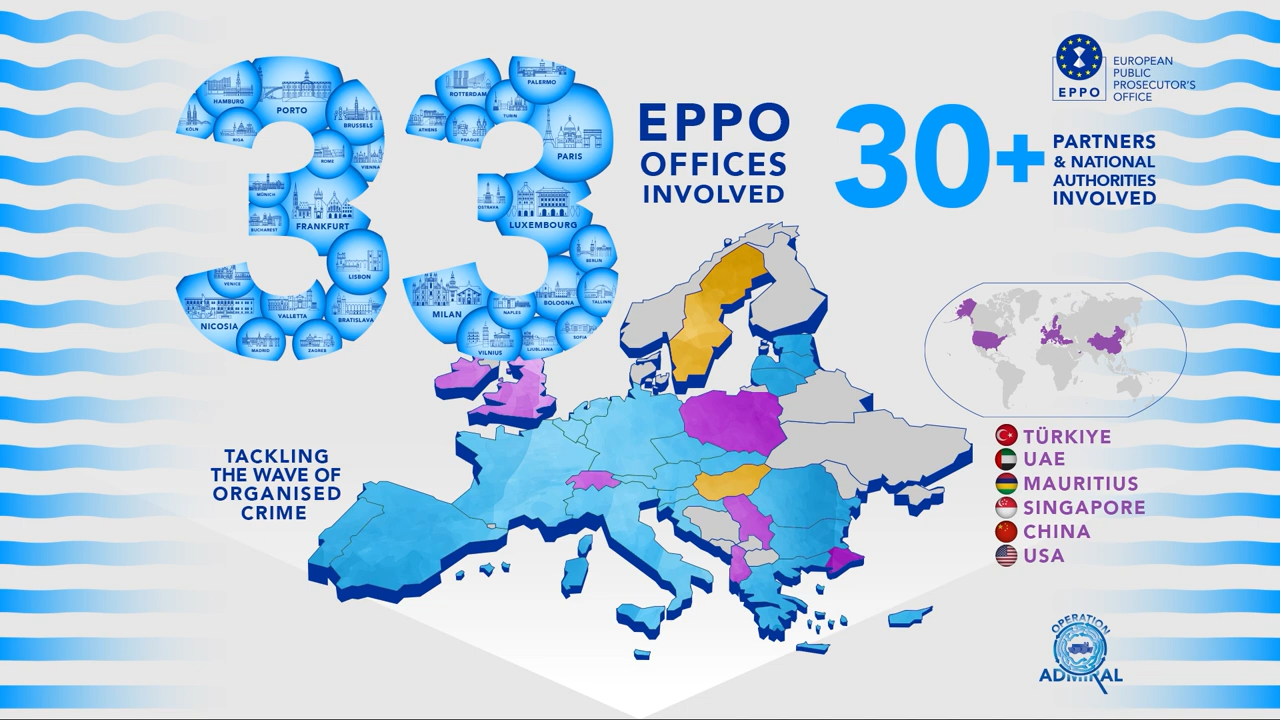 HAMBURG
PORTO
KÖLN
RIGA
BRUSSELS
ROME
VIENNA
MUNICH
BUCHAREST
FRANKFURT
LISBON
VENICE
NICOSIA
VALLETTA
BRATISLAVA
MADRID
ZAGREB
ROTTERDAM
PALERMO
ATHENS
TURIN
PRAGUE
PARIS
OSTRAVA
LUXEMBOURG
BERLIN
MILAN
NAPLES
BOLOGNA
TALLINN
VILNIUS
LJUBLJANA
SOFIA
EPPO
OFFICES
INVOLVED
30+
PARTNERS
& NATIONAL
AUTHORITIES
INVOLVED
EPPO
EUROPEAN
PUBLIC
PROSECUTOR'S
OFFICE
TACKLING
THE WAVE OF
ORGANISED
CRIME
TÜRKIYE
UAE
MAURITIUS
SINGAPORE
CHINA
USA
OPERATION
ADMIRAL
33